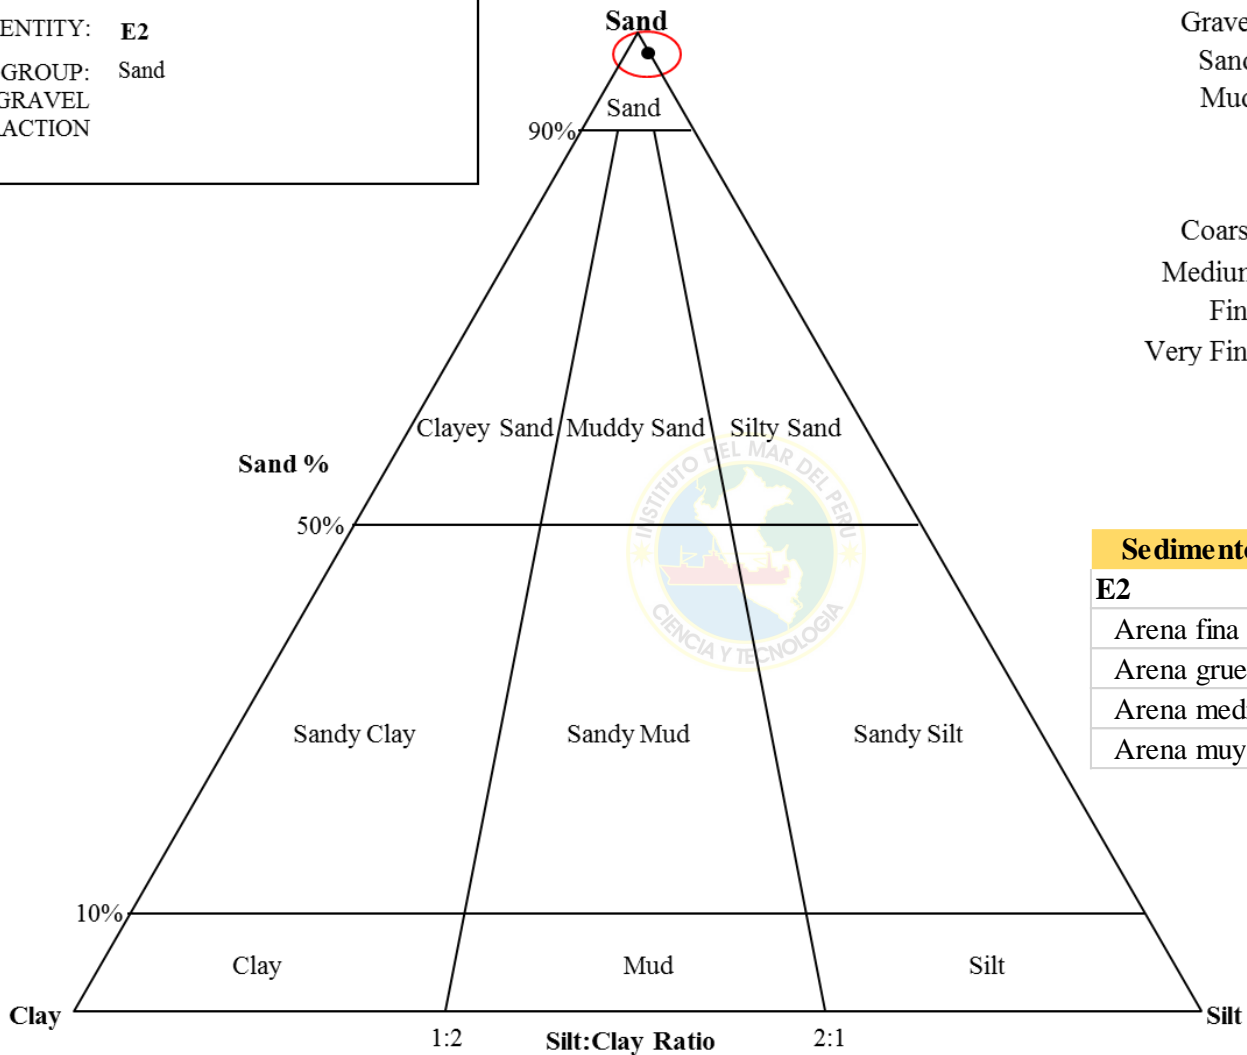 ENTITY: E2
GROUP: Sand
GRAVEL
ACTION
Sand
Grave
Sand
Mud
Sand
90%
Coars
Medium
Fin
Very Fin
Clayey Sand
Muddy Sand
Silty Sand
Sand %
INSTITUTO DEL MAR DEL PERU
CIENCIA Y TECNOLOGIA
50%
Sedimento
E2
Arena fina
Arena grue
Arena medi
Arena muy
Sandy Clay
Sandy Mud
Sandy Silt
10%
Clay
Mud
Silt
Clay
Silt
1:2
Silt:Clay Ratio
2:1